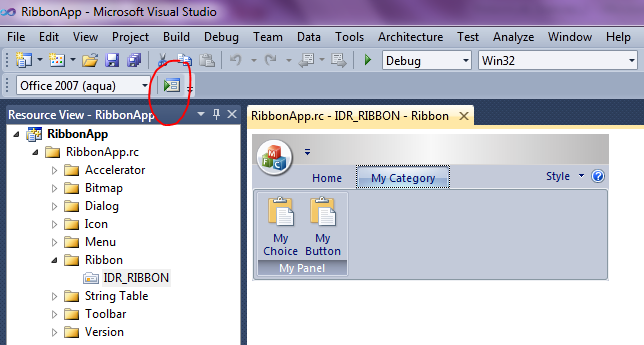 RibbonApp - Microsoft Visual Studio
File Edit View Project Build Debug Team Data Tools Architecture Test Analyze Window Help
Debug Win32
Office 2007 (aqua)
Resource View - RibbonApp
RibbonApp.rc - IDR_RIBBON - Ribbon
RibbonApp
RibbonApp.rc
Accelerator
Bitmap
Dialog
Icon
Menu
Ribbon
IDR_RIBBON
String Table
Toolbar
Version
M F C
Home My Category Style
My My
Choice Button
My Panel